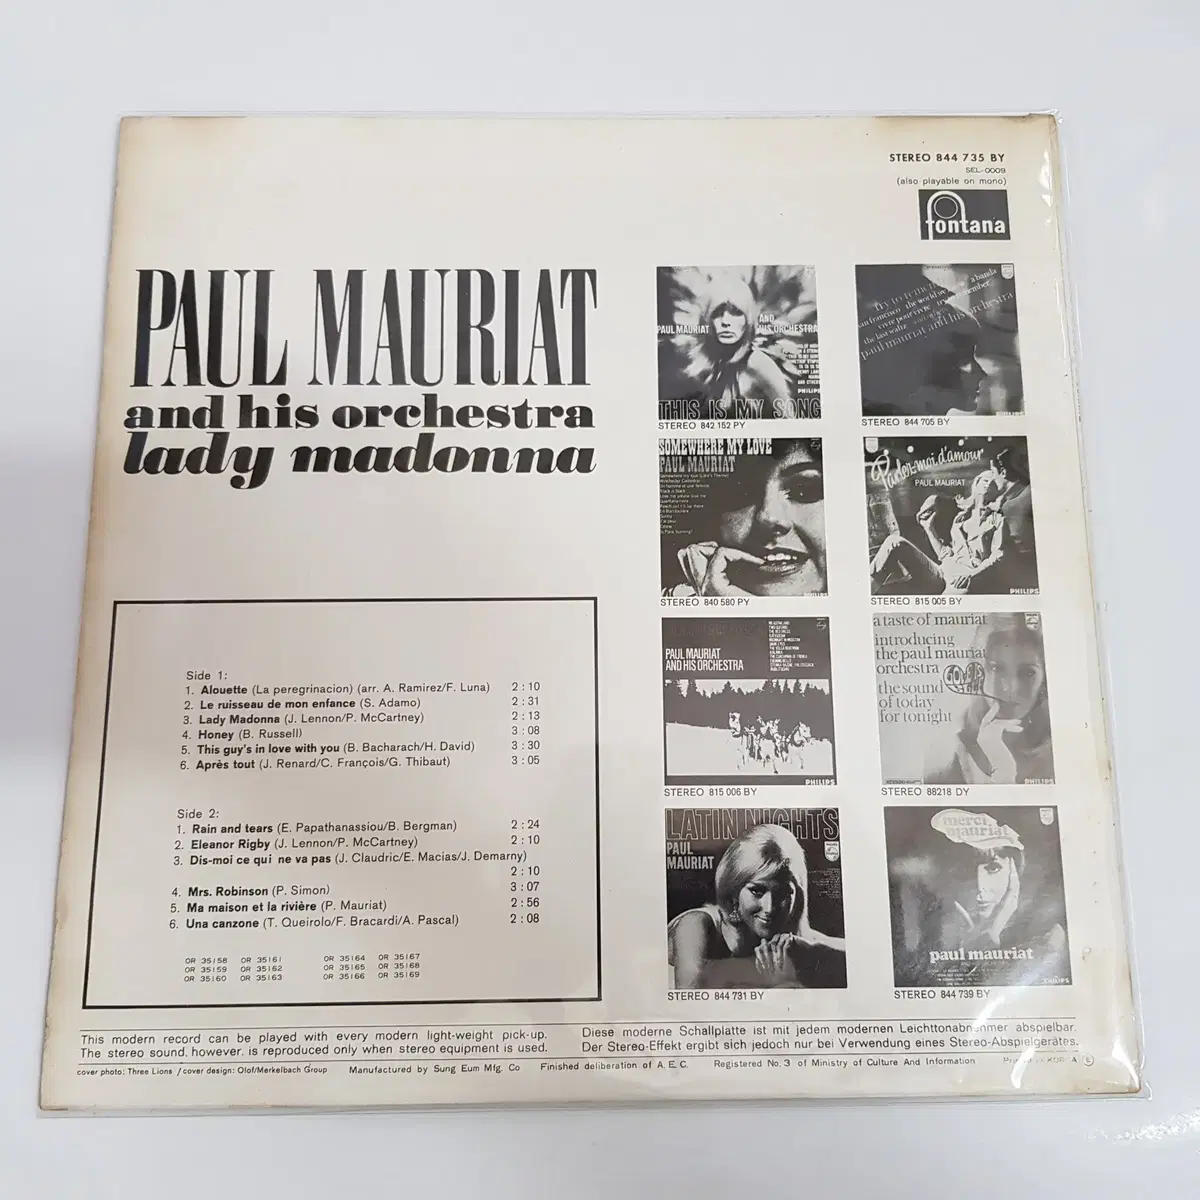 STEREO 844 735 BY
SEL-0009
(also playable on mono)
fontana
PAUL MAURIAT
and his orchestra
lady madonna
Side 1:
1. Alouette (La peregrinacion) (arr. A. Ramirez/F. Luna) 2:10
2. Le ruisseau de mon enfance (S. Adamo) 2:31
3. Lady Madonna (J. Lennon/P. McCartney) 2:13
4. Honey (B. Russell) 3:08
5. This guy's in love with you (B. Bacharach/H. David) 3:30
6. Après tout (J. Renard/C. François/G. Thibaut) 3:05
Side 2:
1. Rain and tears (E. Papathanassiou/B. Bergman) 2:24
2. Eleanor Rigby (J. Lennon/P. McCartney) 2:10
3. Dis-moi ce qui ne va pas (J. Claudric/E. Macias/J. Demarny)
2:10
4. Mrs. Robinson (P. Simon) 3:07
5. Ma maison et la rivière (P. Mauriat) 2:56
6. Una canzone (T. Queirolo/F. Bracardi/A. Pascal) 2:08
OR 35158 OR 35161 OR 35164 OR 35167
OR 35159 OR 35162 OR 35165 OR 35168
OR 35160 OR 35163 OR 35166 OR 35169
PAUL MAURIAT AND HIS ORCHESTRA
PHILIPS
THIS IS MY SONG
STEREO 842 152 PY
a banda
the last waltz
paul mauriat and his orchestra
STEREO 844 705 BY
SOMEWHERE MY LOVE
PAUL MAURIAT
STEREO 840 580 PY
Parlez-moi d'amour
PAUL MAURIAT
PHILIPS
STEREO 815 005 BY
PAUL MAURIAT
AND HIS ORCHESTRA
PHILIPS
STEREO 815 006 BY
a taste of mauriat
introducing
the paul mauriat
orchestra
the sound
of today
for tonight
PHILIPS
STEREO 88218 DY
LATIN NIGHTS
PAUL
MAURIAT
STEREO 844 731 BY
merci,
mauriat
paul mauriat
PHILIPS
STEREO 844 739 BY
This modern record can be played with every modern light-weight pick-up.
The stereo sound, however, is reproduced only when stereo equipment is used.
Diese moderne Schallplatte ist mit jedem modernen Leichttonabnehmer abspielbar.
Der Stereo-Effekt ergibt sich jedoch nur bei Verwendung eines Stereo-Abspielgerätes.
cover photo: Three Lions / cover design: Olof/Merkelbach Group Manufactured by Sung Eum Mfg. Co Finished deliberation of A. E. C. Registered No. 3 of Ministry of Culture And Information